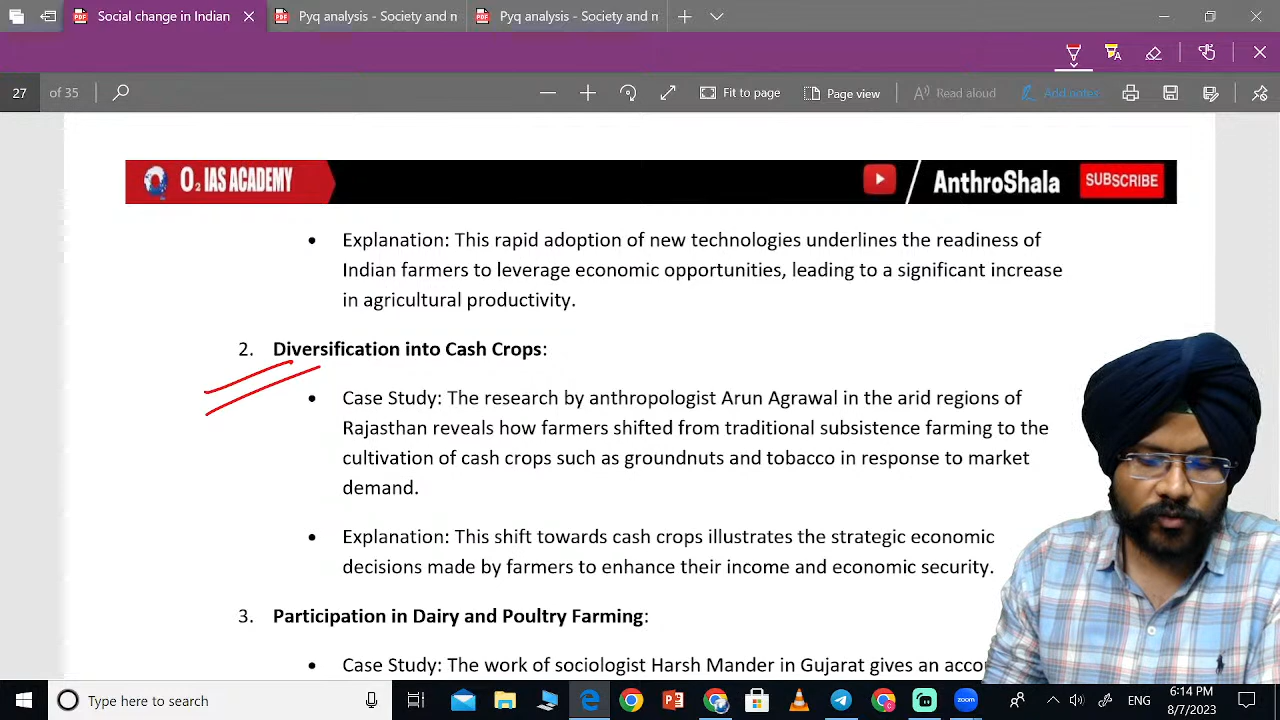 Social change in Indian
Pyq analysis - Society and n
Pyq analysis - Society and n
27 of 35
Fit to page
Page view
Read aloud
Add notes
O2 IAS ACADEMY
AnthroShala
SUBSCRIBE
• Explanation: This rapid adoption of new technologies underlines the readiness of
Indian farmers to leverage economic opportunities, leading to a significant increase
in agricultural productivity.
2. Diversification into Cash Crops:
• Case Study: The research by anthropologist Arun Agrawal in the arid regions of
Rajasthan reveals how farmers shifted from traditional subsistence farming to the
cultivation of cash crops such as groundnuts and tobacco in response to market
demand.
• Explanation: This shift towards cash crops illustrates the strategic economic
decisions made by farmers to enhance their income and economic security.
3. Participation in Dairy and Poultry Farming:
• Case Study: The work of sociologist Harsh Mander in Gujarat gives an acco
Type here to search
zoom
ENG
6:14 PM
8/7/2023